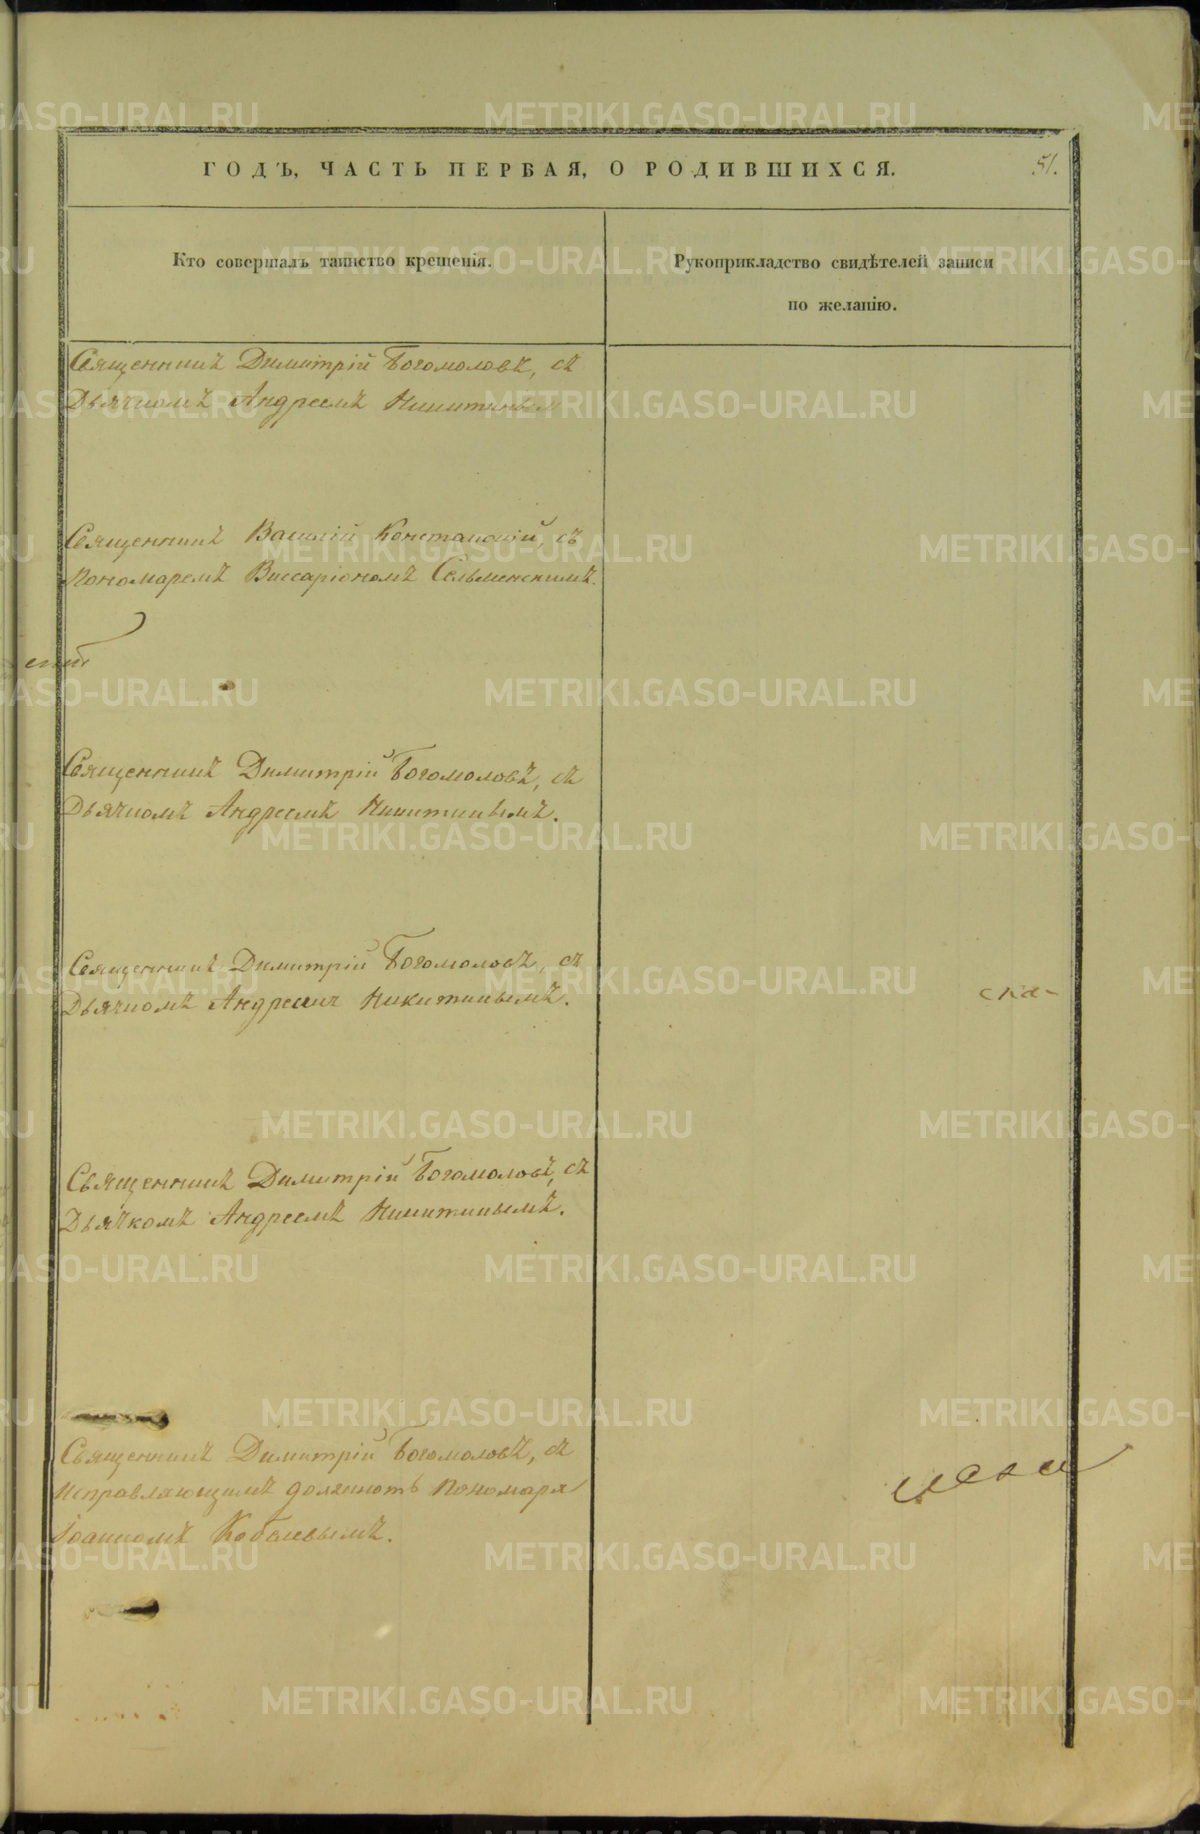 ГОДЪ, ЧАСТЬ ПЕРВАЯ, О РОДИВШИХСЯ.
51.
Кто совершалъ таинство крещенія.
Рукоприкладство свидѣтелей записи
по желанію.
Священникъ Димитрій Богомоловъ, съ
Дьячкомъ Андреемъ Никитиным
Священникъ Василій съ
Пономаремъ Виссаріономъ Сельменскимъ.
Священникъ Димитрій Богомоловъ, съ
Дьячкомъ Андреемъ Никитинымъ.
Священникъ Димитрій Богомоловъ, съ
Дьячкомъ Андреемъ Никитинымъ.
Священникъ Димитрій Богомоловъ, съ
Дьячкомъ Андреемъ Никитинымъ.
Священникъ Димитрій Богомоловъ, съ
исправляющимъ должность Пономаря
Іоанномъ
METRIKI.GASO-URAL.RU